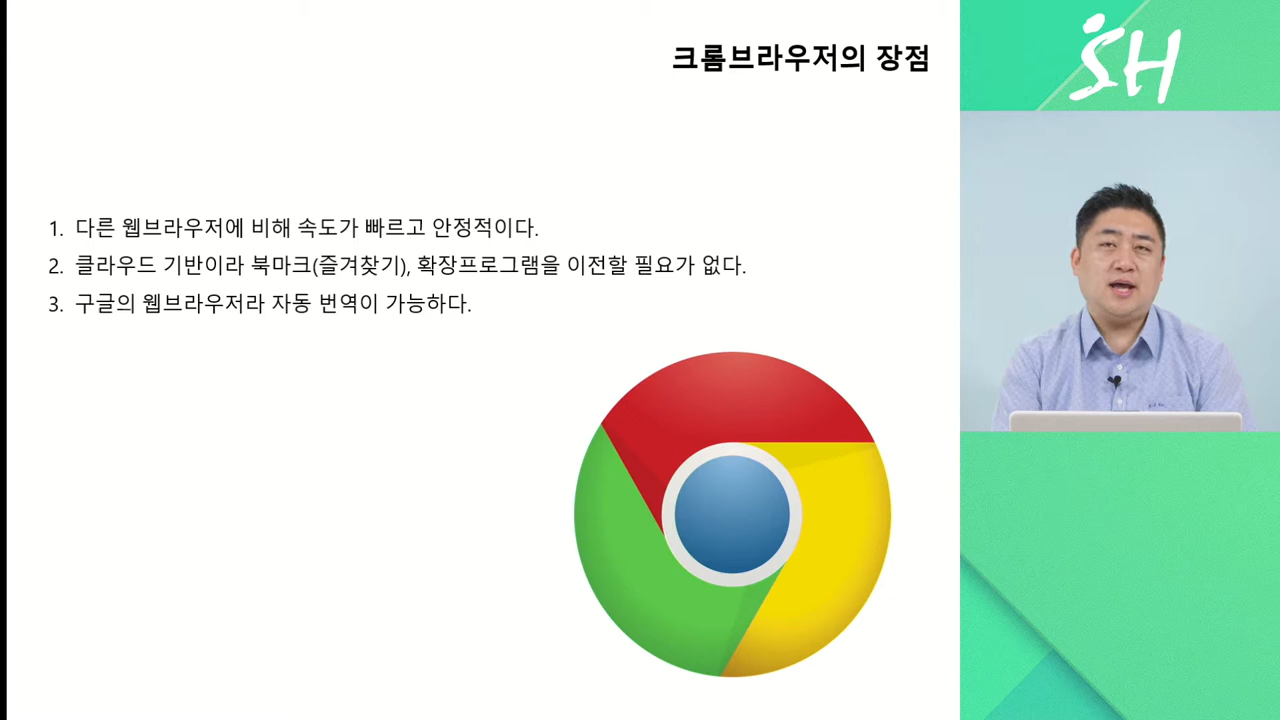 크롬브라우저의 장점
SH
1. 다른 웹브라우저에 비해 속도가 빠르고 안정적이다.
2. 클라우드 기반이라 북마크(즐겨찾기), 확장프로그램을 이전할 필요가 없다.
3. 구글의 웹브라우저라 자동 번역이 가능하다.